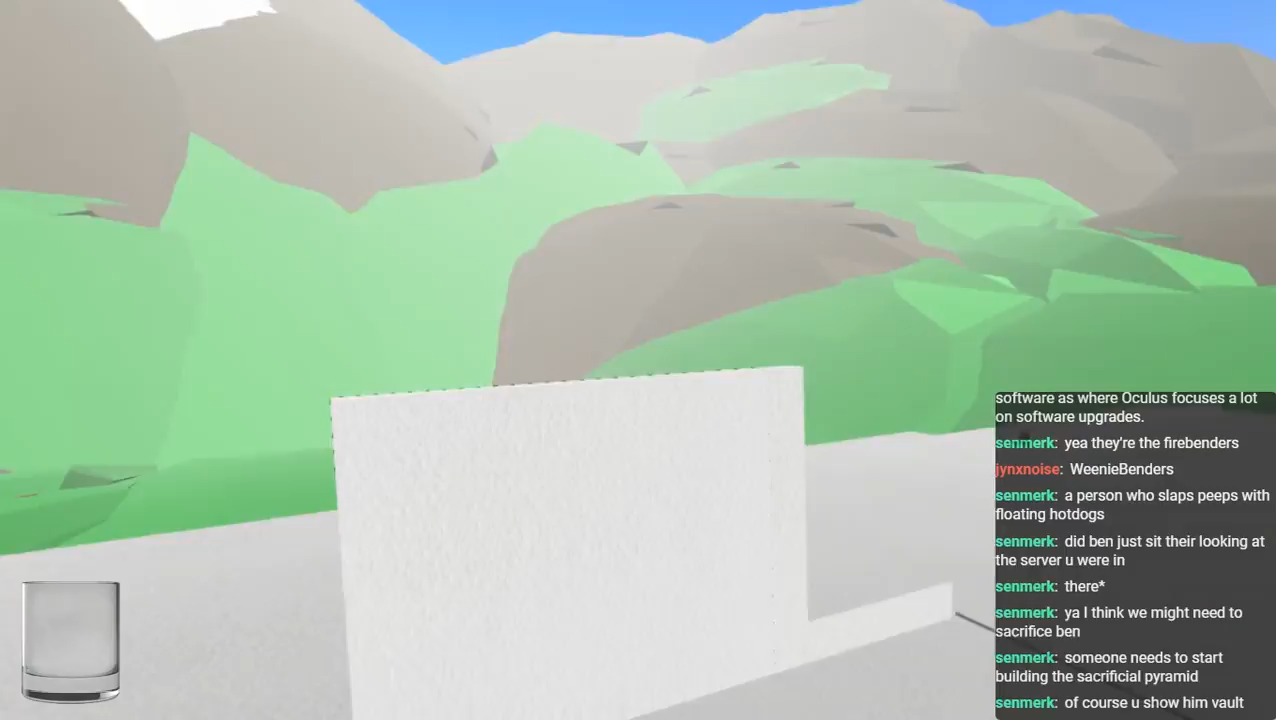 software as where Oculus focuses a lot
on software upgrades.
senmerk: yea they're the firebenders
jynxnoise: WeenieBenders
senmerk: a person who slaps peeps with
floating hotdogs
senmerk: did ben just sit their looking at
the server u were in
senmerk: there*
senmerk: ya I think we might need to
sacrifice ben
senmerk: someone needs to start
building the sacrificial pyramid
senmerk: of course u show him vault